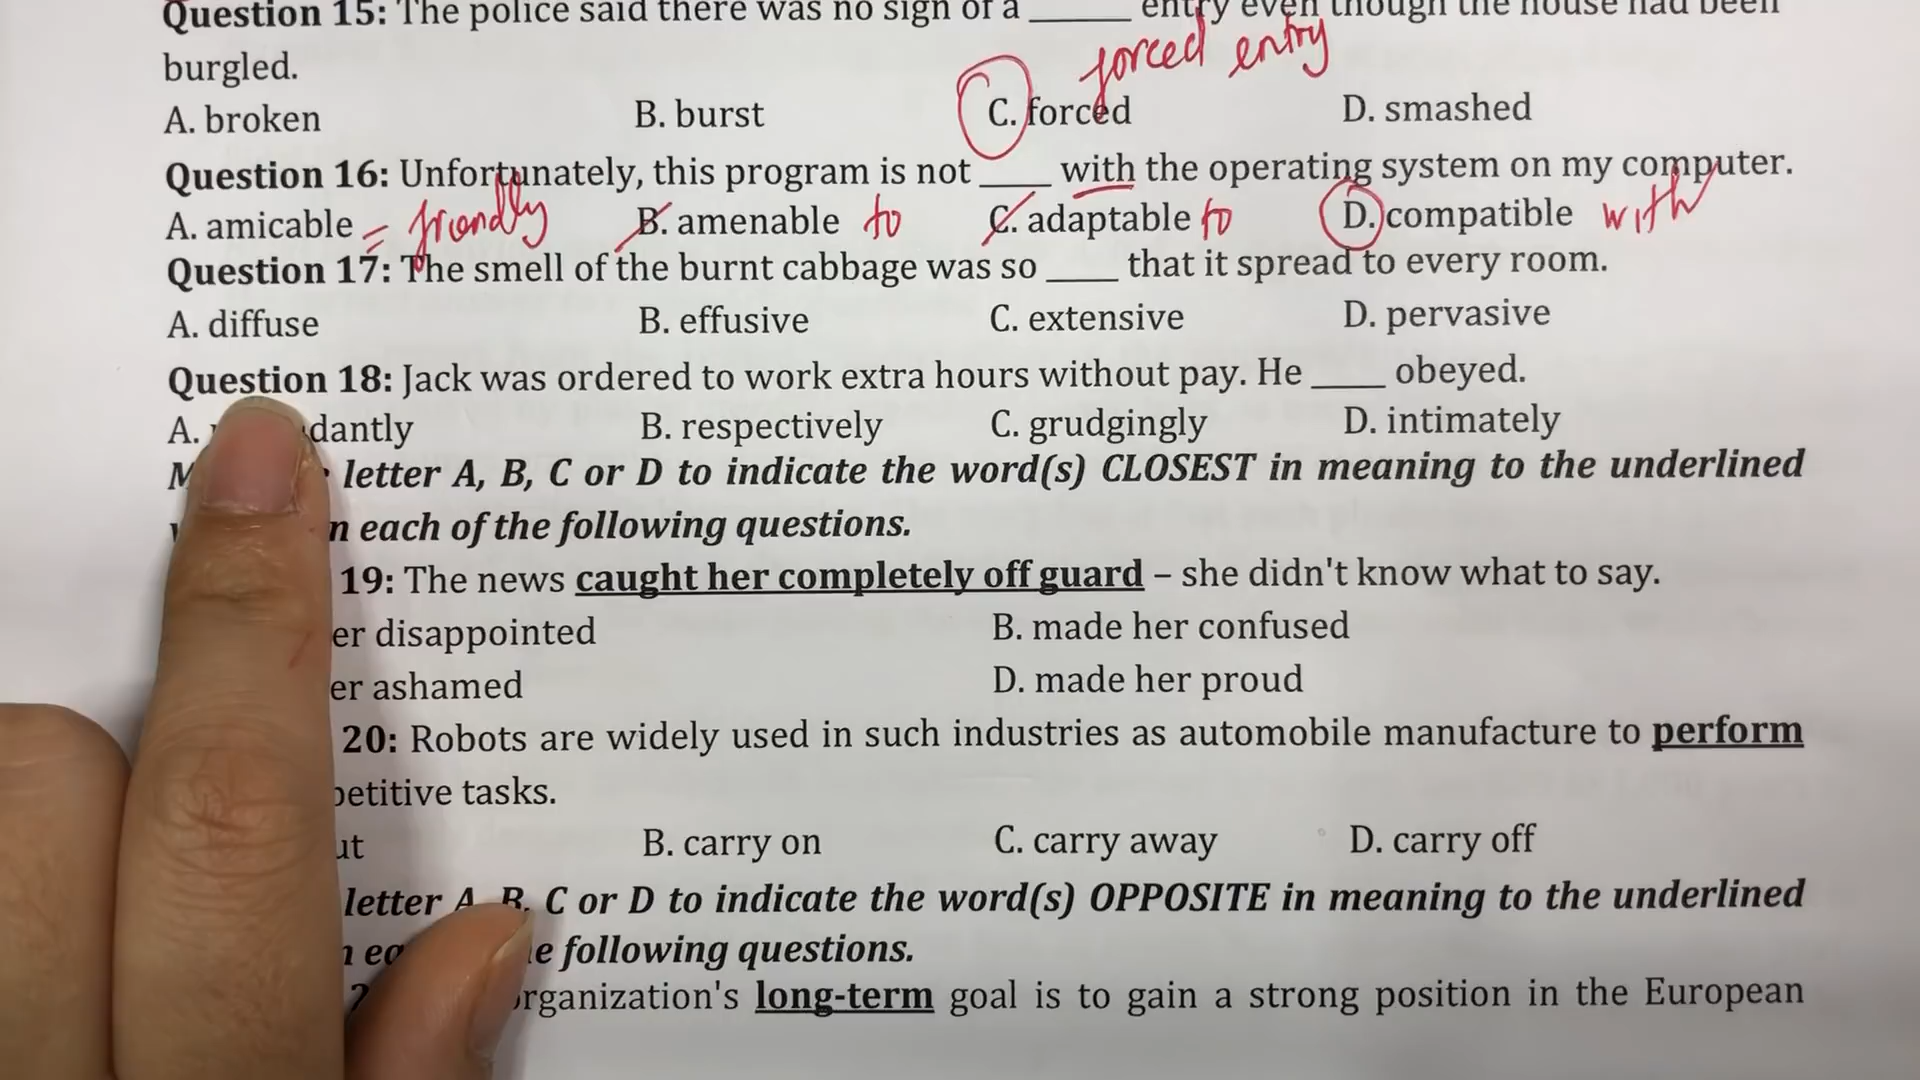 Question 15: The police said there was no sign of a ______ entry even though the house had been
burgled.
forced entry
A. broken B. burst C. forced D. smashed
Question 16: Unfortunately, this program is not ____ with the operating system on my computer.
A. amicable = friendly B. amenable to C. adaptable to D. compatible with
Question 17: The smell of the burnt cabbage was so ____ that it spread to every room.
A. diffuse B. effusive C. extensive D. pervasive
Question 18: Jack was ordered to work extra hours without pay. He ____ obeyed.
A. dantly B. respectively C. grudgingly D. intimately
letter A, B, C or D to indicate the word(s) CLOSEST in meaning to the underlined
n each of the following questions.
19: The news caught her completely off guard – she didn't know what to say.
er disappointed B. made her confused
er ashamed D. made her proud
20: Robots are widely used in such industries as automobile manufacture to perform
petitive tasks.
ut B. carry on C. carry away D. carry off
letter A, B, C or D to indicate the word(s) OPPOSITE in meaning to the underlined
e following questions.
rganization's long-term goal is to gain a strong position in the European